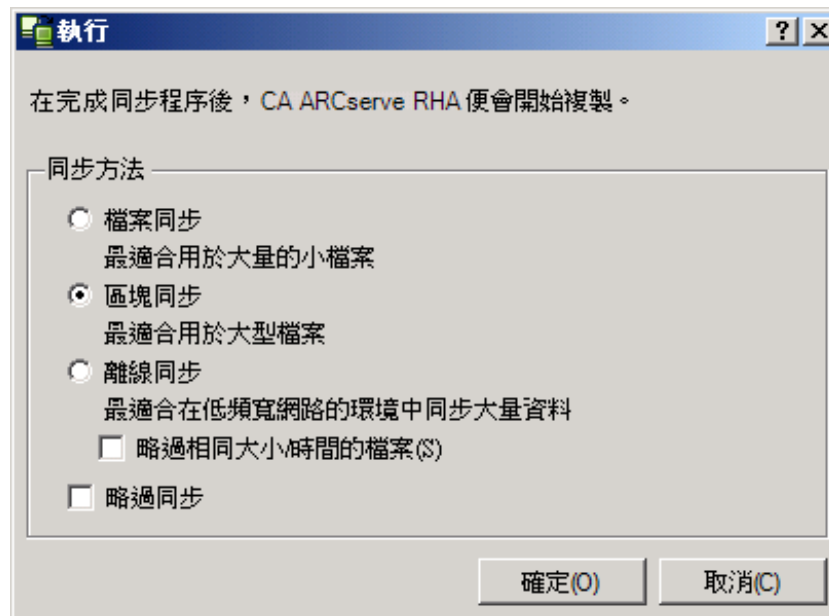 執行
在完成同步程序後，CA ARCserve RHA 便會開始複製。
同步方法
檔案同步
最適合用於大量的小檔案
區塊同步
最適合用於大型檔案
離線同步
最適合在低頻寬網路的環境中同步大量資料
略過相同大小/時間的檔案(S)
略過同步
確定(O) 取消(C)